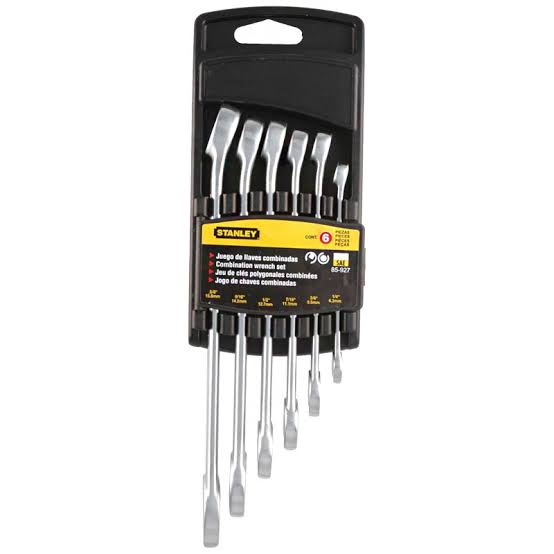 STANLEY
CONT. 6 PIEZAS
PIECES
PIÈCES
PEÇAS
Juego de llaves combinadas
Combination wrench set
Jeu de clés polygonales combinées
Jogo de chaves combinadas
SAE
85-927
5/8" 9/16" 1/2" 7/16" 3/8" 1/4"
15.8mm 14.2mm 12.7mm 11.1mm 9.5mm 6.3mm